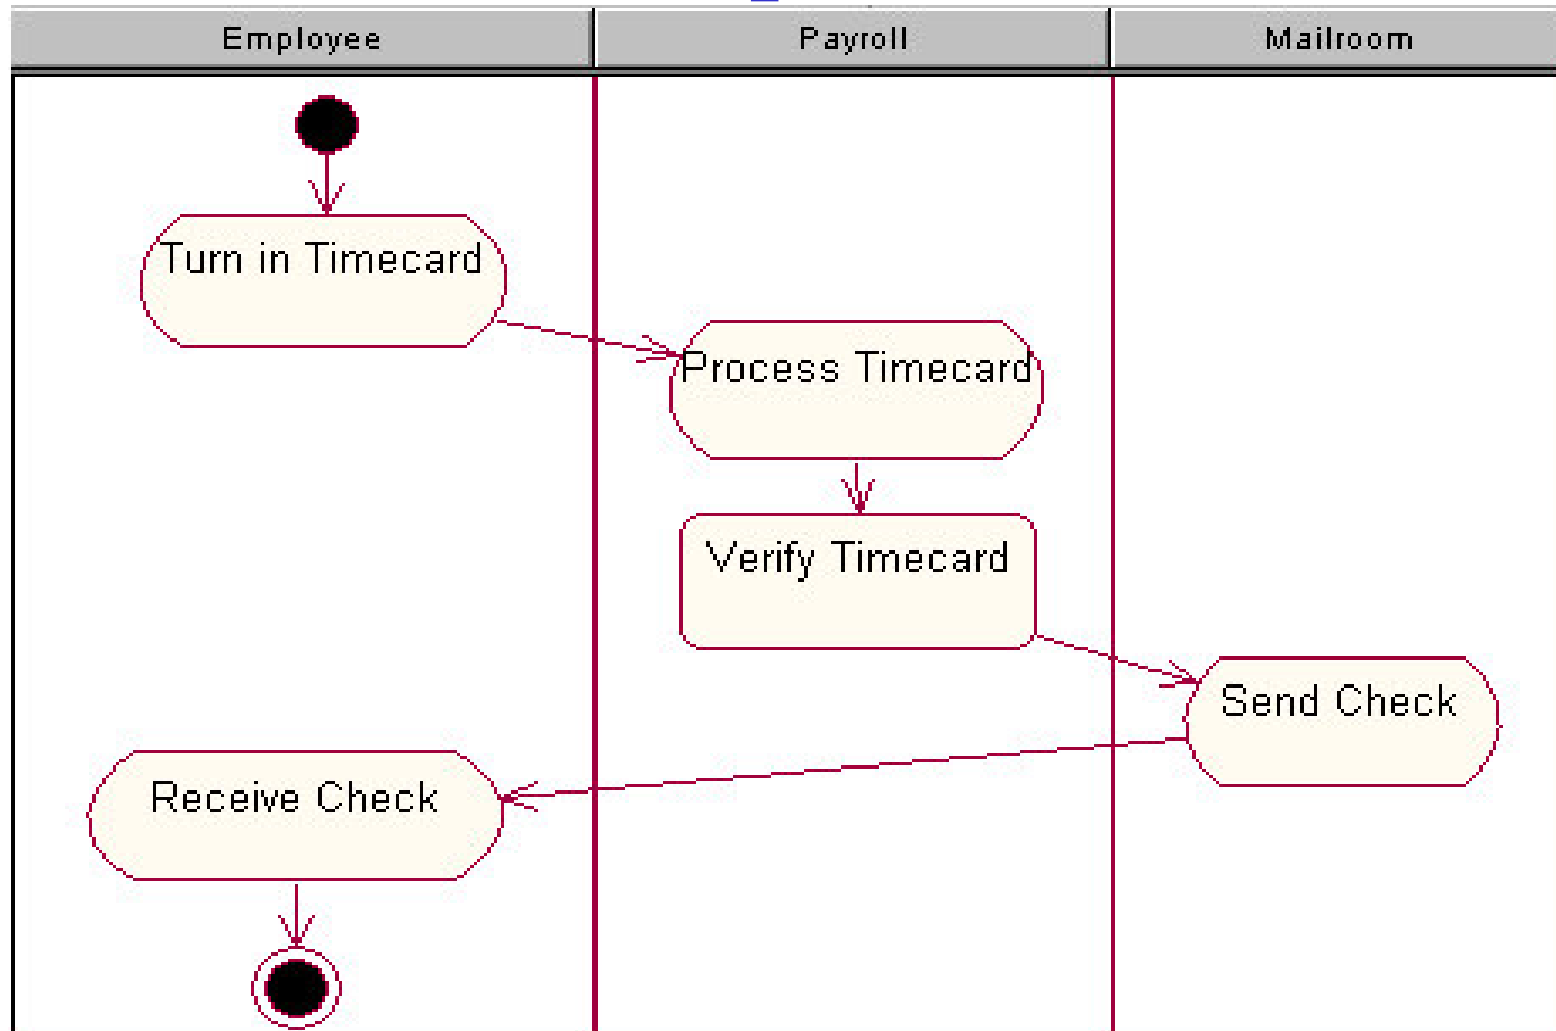 Employee
Payroll
Mailroom
Turn in Timecard
Process Timecard
Verify Timecard
Send Check
Receive Check